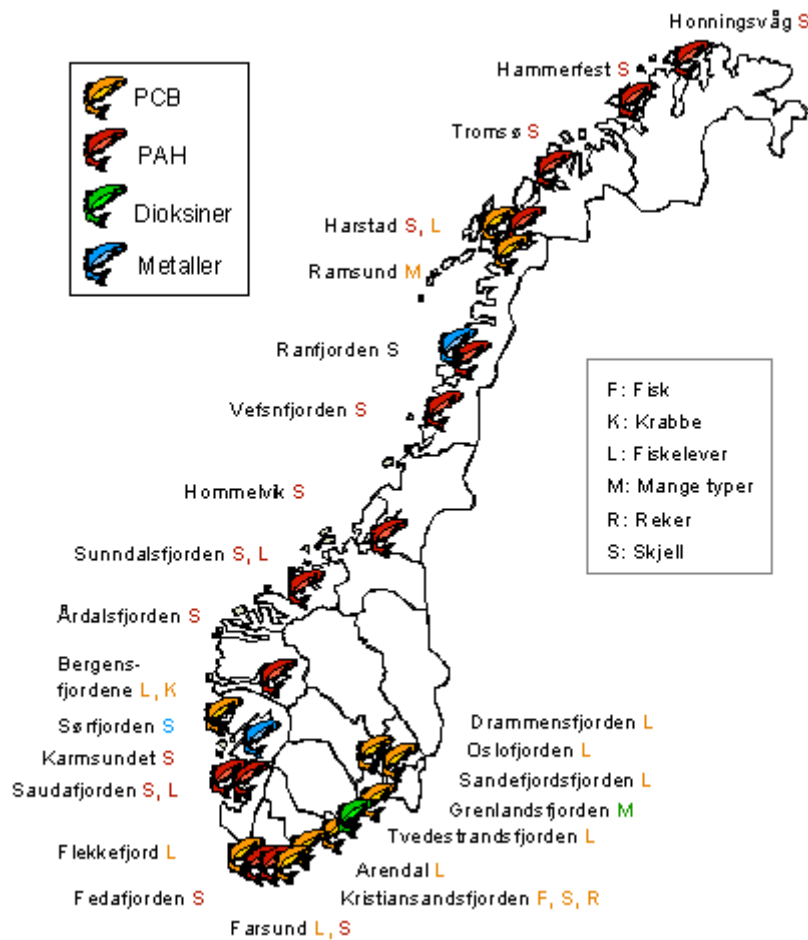 Honningsvåg S
Hammerfest S
Tromsø S
Harstad S, L
Ramsund M
Ranfjorden S
Vefsnfjorden S
Hommelvik S
Sunndalsfjorden S, L
Årdalsfjorden S
Bergens-
fjordene L, K
Sørfjorden S
Karmsundet S
Saudafjorden S, L
Flekkefjord L
Fedafjorden S
Farsund L, S
Kristiansandsfjorden F, S, R
Arendal L
Tvedestrandsfjorden L
Grenlandsfjorden M
Sandefjordsfjorden L
Oslofjorden L
Drammensfjorden L
PCB
PAH
Dioksiner
Metaller
F: Fisk
K: Krabbe
L: Fiskelever
M: Mange typer
R: Reker
S: Skjell